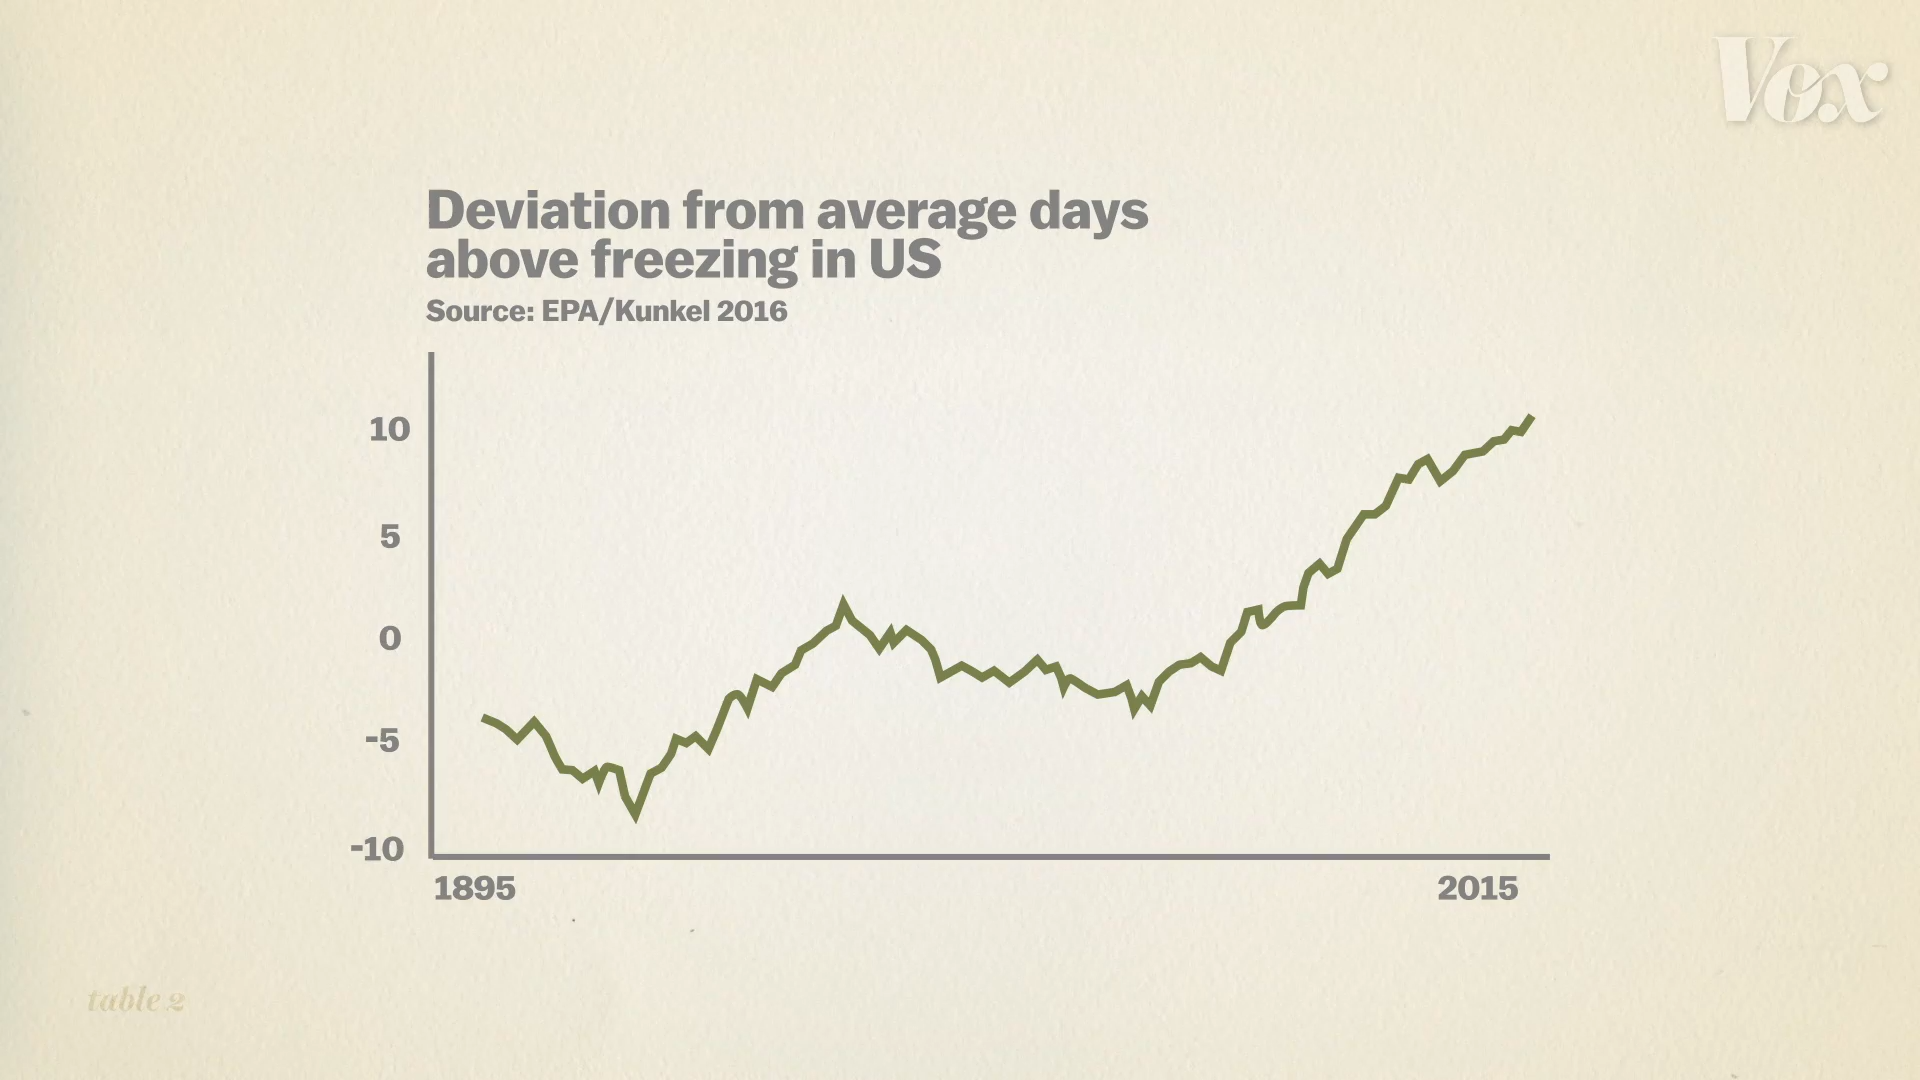 Vox
Deviation from average days
above freezing in US
Source: EPA/Kunkel 2016
10
5
0
-5
-10
1895
2015
table 2